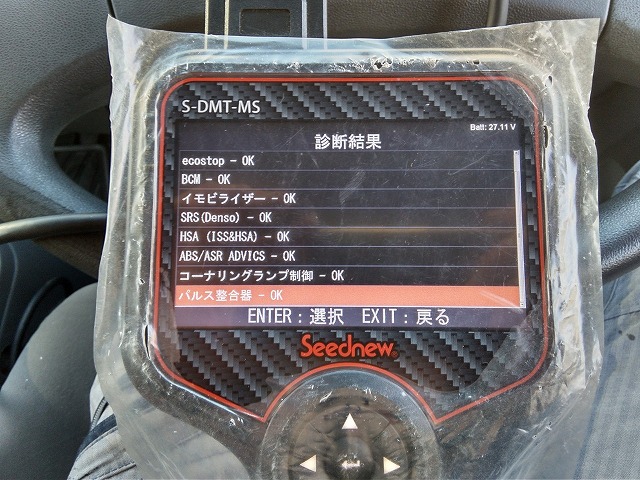 S-DMT-MS
Batt: 27.11 V
診断結果
ecostop - OK
BCM - OK
イモビライザー - OK
SRS(Denso) - OK
HSA (ISS&HSA) - OK
ABS/ASR ADVICS - OK
コーナリングランプ制御 - OK
パルス整合器 - OK
ENTER：選択 EXIT：戻る
Seednew®